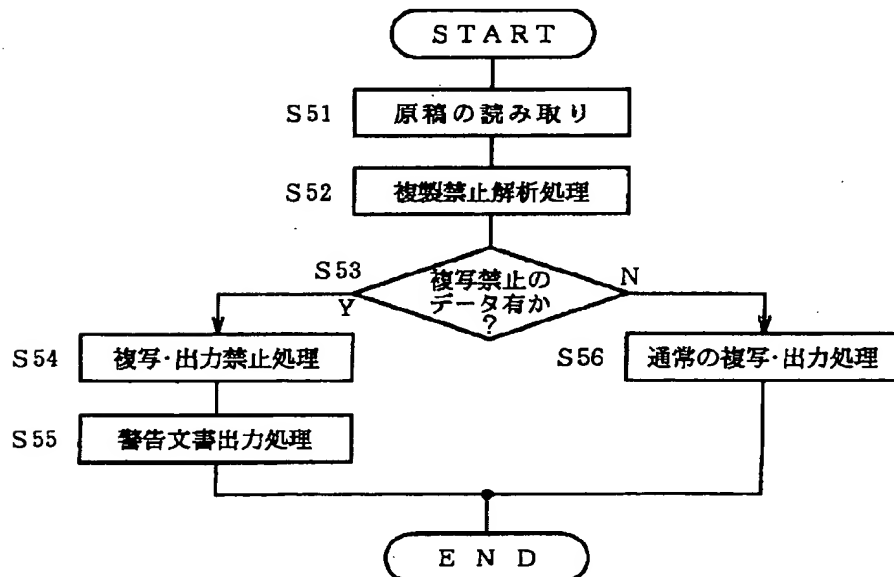 START
S51
原稿の読み取り
S52
複製禁止解析処理
S53
複写禁止の
データ有か
?
Y
N
S54
複写・出力禁止処理
S56
通常の複写・出力処理
S55
警告文書出力処理
END